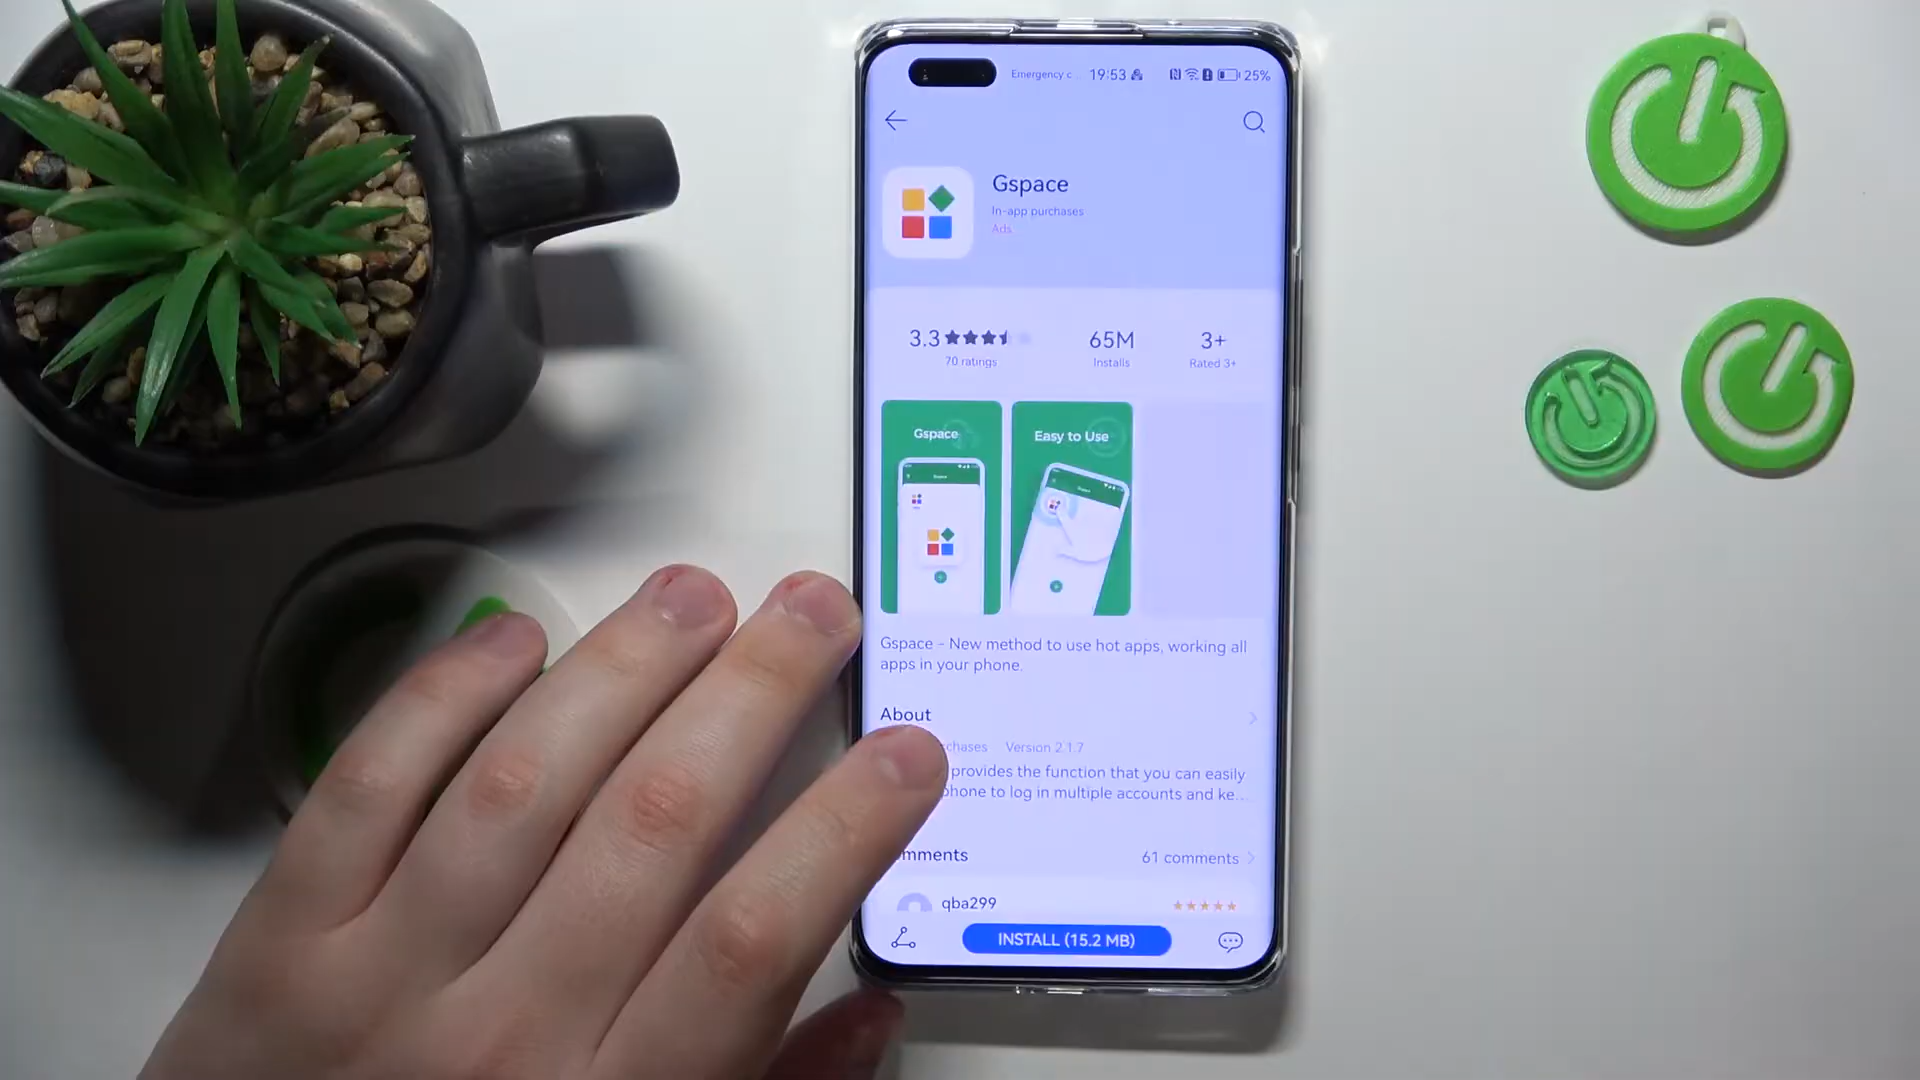 Emergency c... 19:53 25%
Gspace
In-app purchases
Ads
3.3 65M 3+
70 ratings Installs Rated 3+
Gspace
Easy to Use
Gspace - New method to use hot apps, working all
apps in your phone.
About
chases Version 2.1.7
provides the function that you can easily
phone to log in multiple accounts and ke...
mments 61 comments
qba299
INSTALL (15.2 MB)